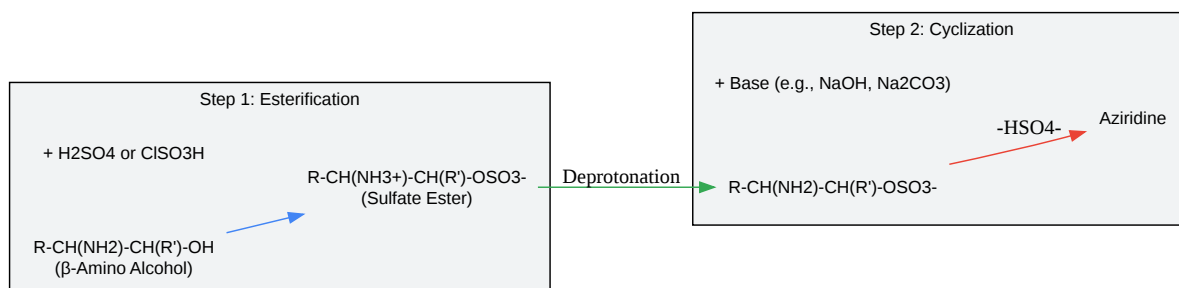 Step 1: Esterification
+ H2SO4 or ClSO3H
R-CH(NH3+)-CH(R')-OSO3-
(Sulfate Ester)
R-CH(NH2)-CH(R')-OH
(β-Amino Alcohol)
Deprotonation
Step 2: Cyclization
+ Base (e.g., NaOH, Na2CO3)
-HSO4-
Aziridine
R-CH(NH2)-CH(R')-OSO3-